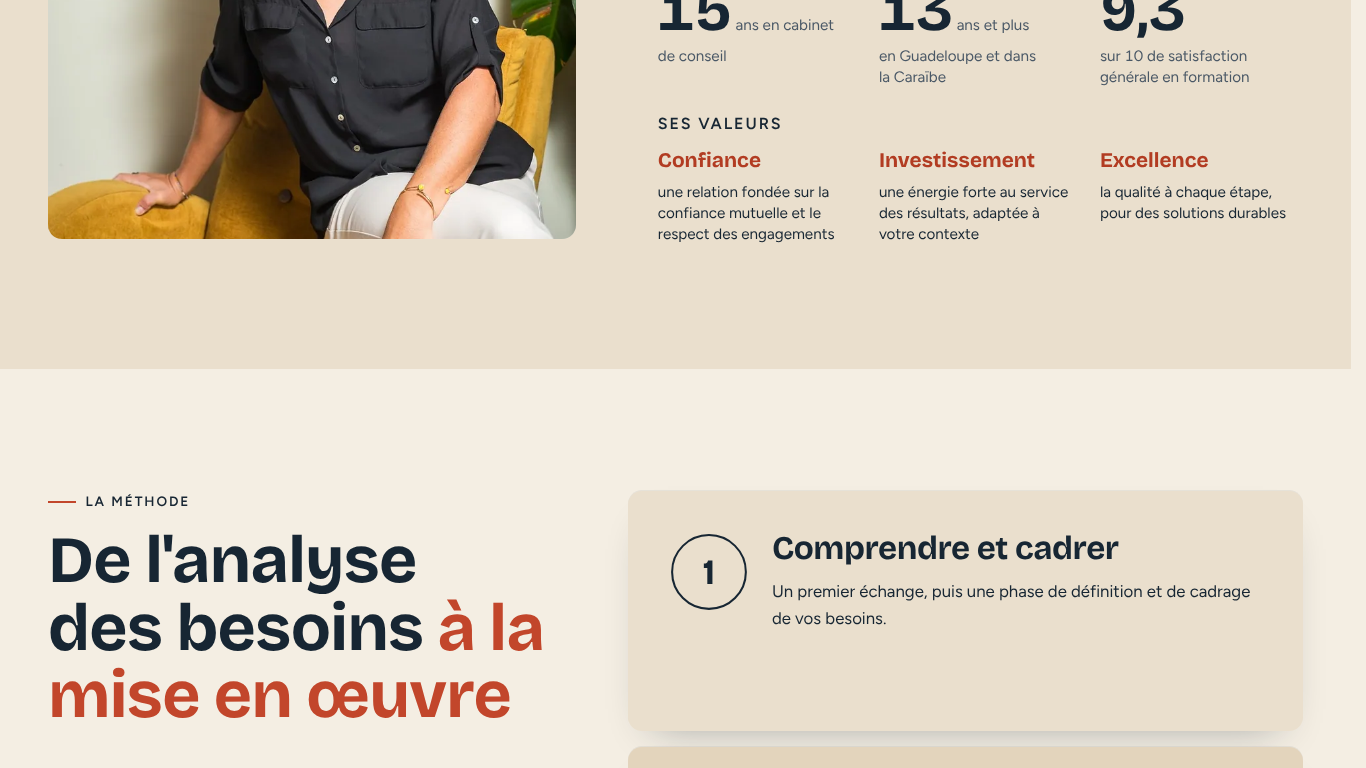 15 ans en cabinet
de conseil
13 ans et plus
en Guadeloupe et dans
la Caraïbe
9,3
sur 10 de satisfaction
générale en formation
SES VALEURS
Confiance
une relation fondée sur la
confiance mutuelle et le
respect des engagements
Investissement
une énergie forte au service
des résultats, adaptée à
votre contexte
Excellence
la qualité à chaque étape,
pour des solutions durables
LA MÉTHODE
De l'analyse
des besoins à la
mise en œuvre
1
Comprendre et cadrer
Un premier échange, puis une phase de définition et de cadrage
de vos besoins.